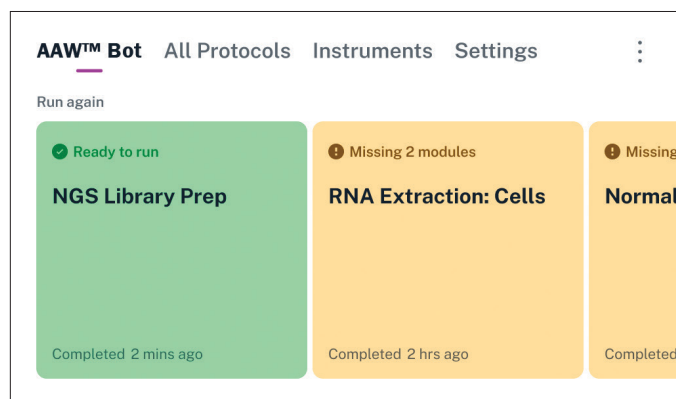 AAW™ Bot All Protocols Instruments Settings
Run again
Ready to run
NGS Library Prep
Completed 2 mins ago
Missing 2 modules
RNA Extraction: Cells
Completed 2 hrs ago
Missing
Normal
Completed